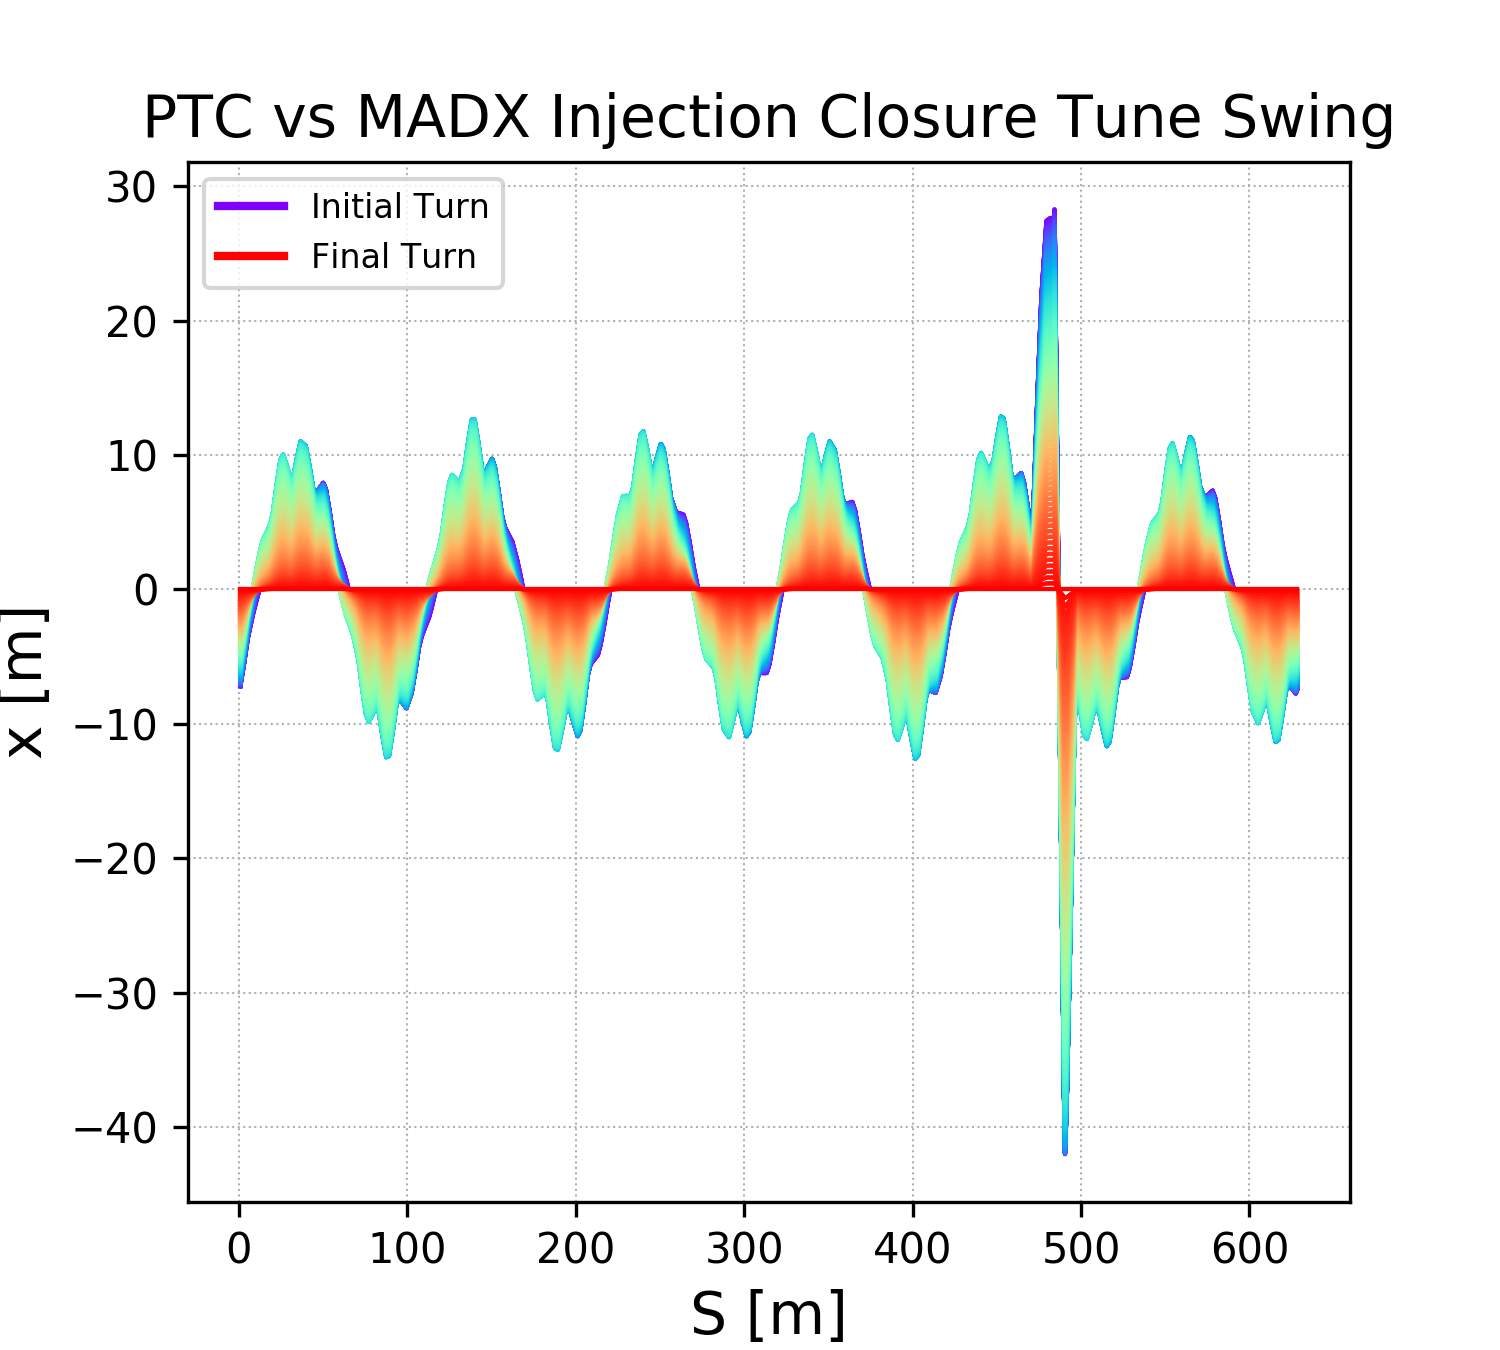 PTC vs MADX Injection Closure Tune Swing
Initial Turn
Final Turn
30
20
10
0
−10
−20
−30
−40
x [m]
0 100 200 300 400 500 600
S [m]